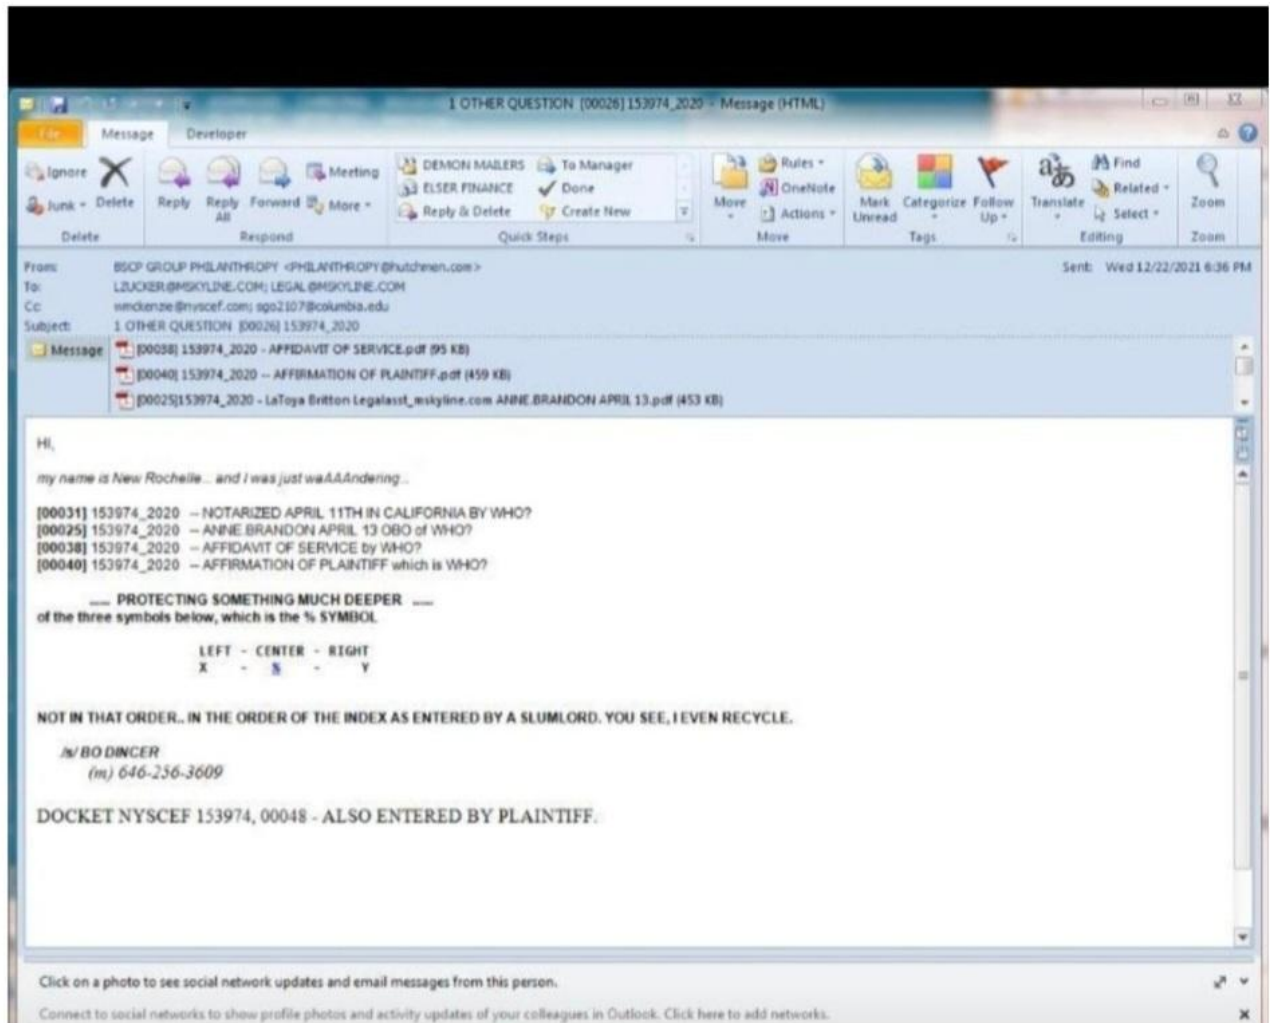 1 OTHER QUESTION [00026] 153974_2020 - Message (HTML)
File Message Developer
Ignore
Junk
Delete
Reply
Reply All
Forward
Meeting
More
DEMON MAILERS
ELSER FINANCE
Reply & Delete
To Manager
Done
Create New
Move
Rules
OneNote
Actions
Mark Unread
Categorize
Follow Up
Translate
Find
Related
Select
Zoom
Delete Respond Quick Steps Move Tags Editing Zoom
From: BSCP GROUP PHILANTHROPY <PHILANTHROPY@hutchmen.com> Sent: Wed 12/22/2021 6:36 PM
To: LZUCKER@MSKYLINE.COM; LEGAL@MSKYLINE.COM
Cc: wmckenzie@nyscef.com; sgo2107@columbia.edu
Subject: 1 OTHER QUESTION [00026] 153974_2020
Message [00038] 153974_2020 - AFFIDAVIT OF SERVICE.pdf (95 KB)
[00040] 153974_2020 -- AFFIRMATION OF PLAINTIFF.pdf (459 KB)
[00025]153974_2020 - LaToya Britton Legalasst_mskyline.com ANNE.BRANDON APRIL 13.pdf (453 KB)
HI,
my name is New Rochelle... and I was just waAAAndering...
[00031] 153974_2020 -- NOTARIZED APRIL 11TH IN CALIFORNIA BY WHO?
[00025] 153974_2020 -- ANNE.BRANDON APRIL 13 OBO of WHO?
[00038] 153974_2020 -- AFFIDAVIT OF SERVICE by WHO?
[00040] 153974_2020 -- AFFIRMATION OF PLAINTIFF which is WHO?
___ PROTECTING SOMETHING MUCH DEEPER ___
of the three symbols below, which is the % SYMBOL
LEFT - CENTER - RIGHT
X - % - Y
NOT IN THAT ORDER.. IN THE ORDER OF THE INDEX AS ENTERED BY A SLUMLORD. YOU SEE, I EVEN RECYCLE.
/s/ BO DINCER
(m) 646-256-3609
DOCKET NYSCEF 153974, 00048 - ALSO ENTERED BY PLAINTIFF.
Click on a photo to see social network updates and email messages from this person.
Connect to social networks to show profile photos and activity updates of your colleagues in Outlook. Click here to add networks.